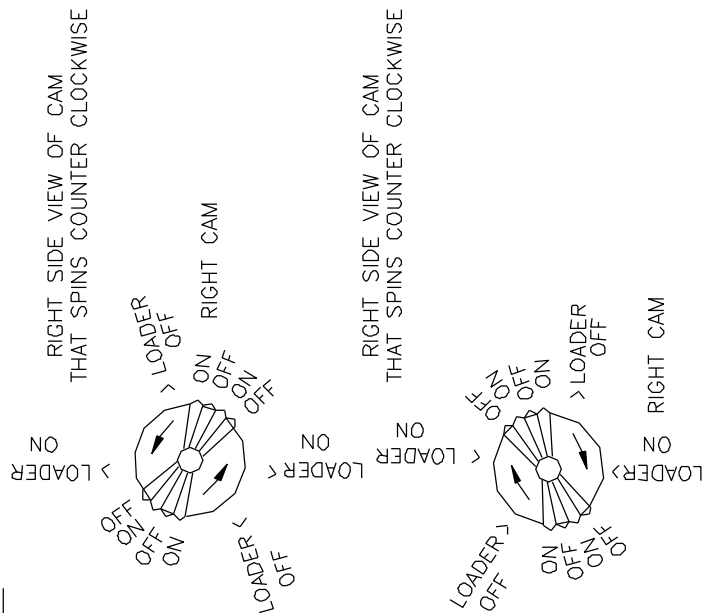 RIGHT SIDE VIEW OF CAM
THAT SPINS COUNTER CLOCKWISE
RIGHT CAM
> LOADER
OFF
ON
OFF
ON
OFF
ON
LOADER >
OFF
ON
OFF
ON
ON
LOADER <
LOADER <
OFF
RIGHT SIDE VIEW OF CAM
THAT SPINS COUNTER CLOCKWISE
RIGHT CAM
OFF
ON
OFF
ON
> LOADER
OFF
ON
LOADER >
LOADER >
OFF
ON
OFF
ON
OFF
ON
LOADER <